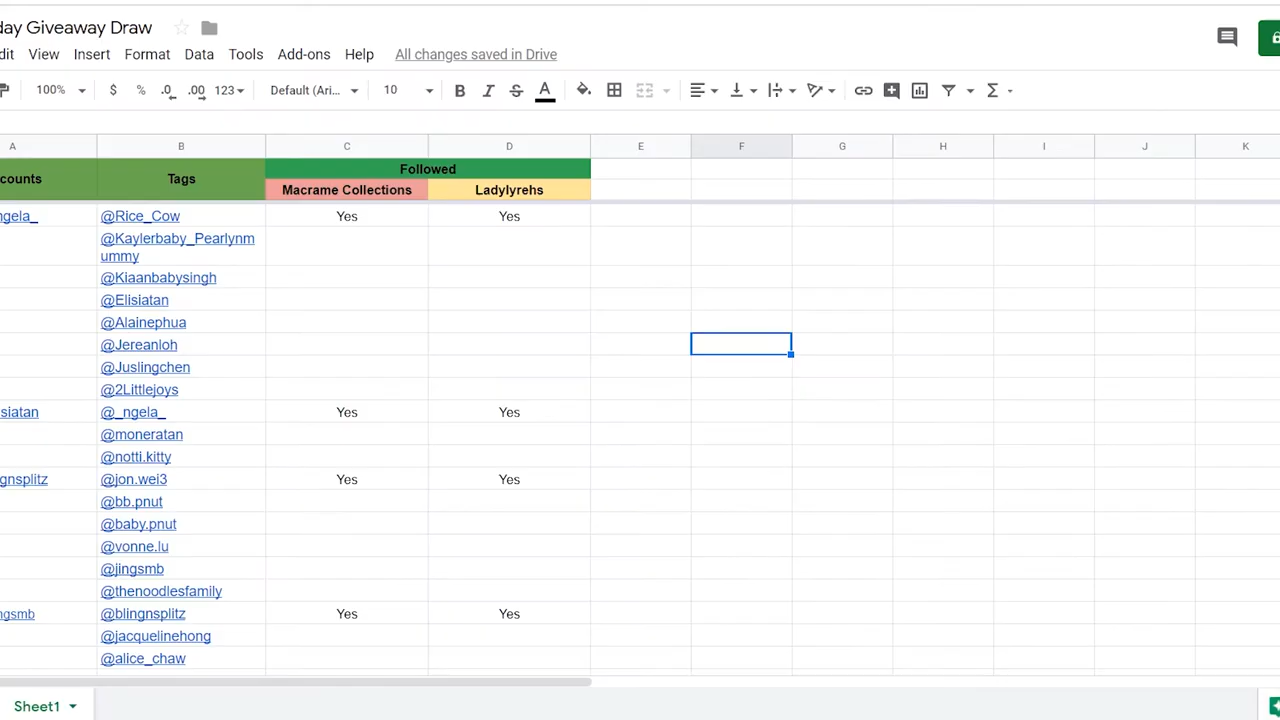 day Giveaway Draw
dit View Insert Format Data Tools Add-ons Help All changes saved in Drive
100% $ % .0 .00 123 Default (Ari... 10 B I S A Σ
A B C D E F G H I J K
counts Tags Followed
Macrame Collections Ladylyrehs
ngela_ @Rice_Cow Yes Yes
@Kaylerbaby_Pearlynm
ummy
@Kiaanbabysingh
@Elisiatan
@Alainephua
@Jereanloh
@Juslingchen
@2Littlejoys
siatan @_ngela_ Yes Yes
@moneratan
@notti.kitty
gnsplitz @jon.wei3 Yes Yes
@bb.pnut
@baby.pnut
@vonne.lu
@jingsmb
@thenoodlesfamily
ngsmb @blingnsplitz Yes Yes
@jacquelinehong
@alice_chaw
Sheet1